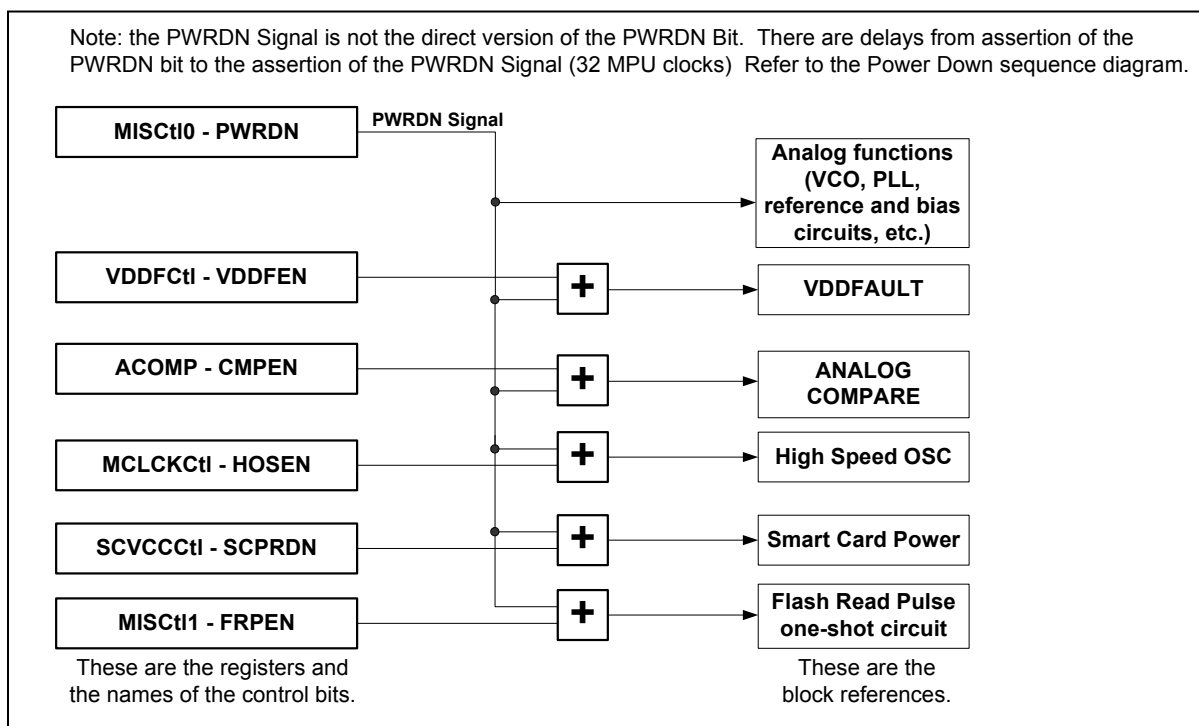 Note: the PWRDN Signal is not the direct version of the PWRDN Bit. There are delays from assertion of the
PWRDN bit to the assertion of the PWRDN Signal (32 MPU clocks) Refer to the Power Down sequence diagram.
MISCtl0 - PWRDN
PWRDN Signal
Analog functions
(VCO, PLL,
reference and bias
circuits, etc.)
VDDFCtl - VDDFEN
+
VDDFAULT
ACOMP - CMPEN
+
ANALOG
COMPARE
MCLCKCtl - HOSEN
+
High Speed OSC
SCVCCCtl - SCPRDN
+
Smart Card Power
MISCtl1 - FRPEN
+
Flash Read Pulse
one-shot circuit
These are the registers and
the names of the control bits.
These are the
block references.